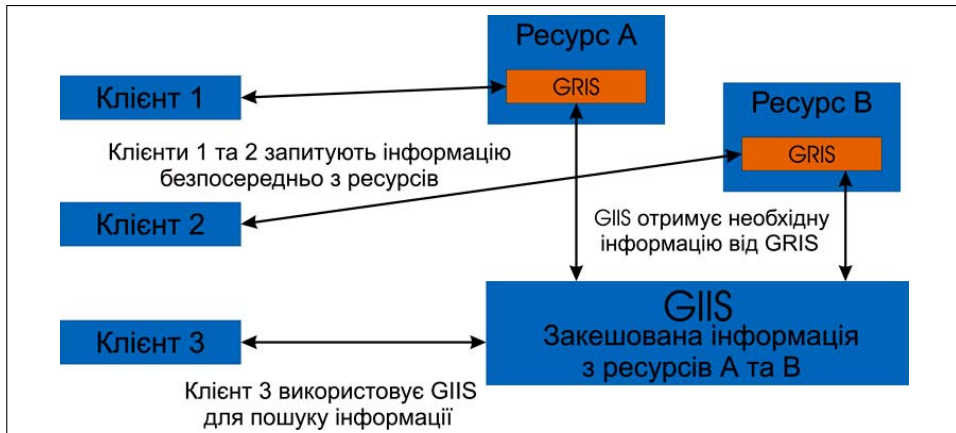 Ресурс A
GRIS
Клієнт 1
Ресурс B
GRIS
Клієнти 1 та 2 запитують інформацію
безпосередньо з ресурсів
Клієнт 2
GIIS отримує необхідну
інформацію від GRIS
GIIS
Закешована інформація
з ресурсів A та B
Клієнт 3
Клієнт 3 використовує GIIS
для пошуку інформації